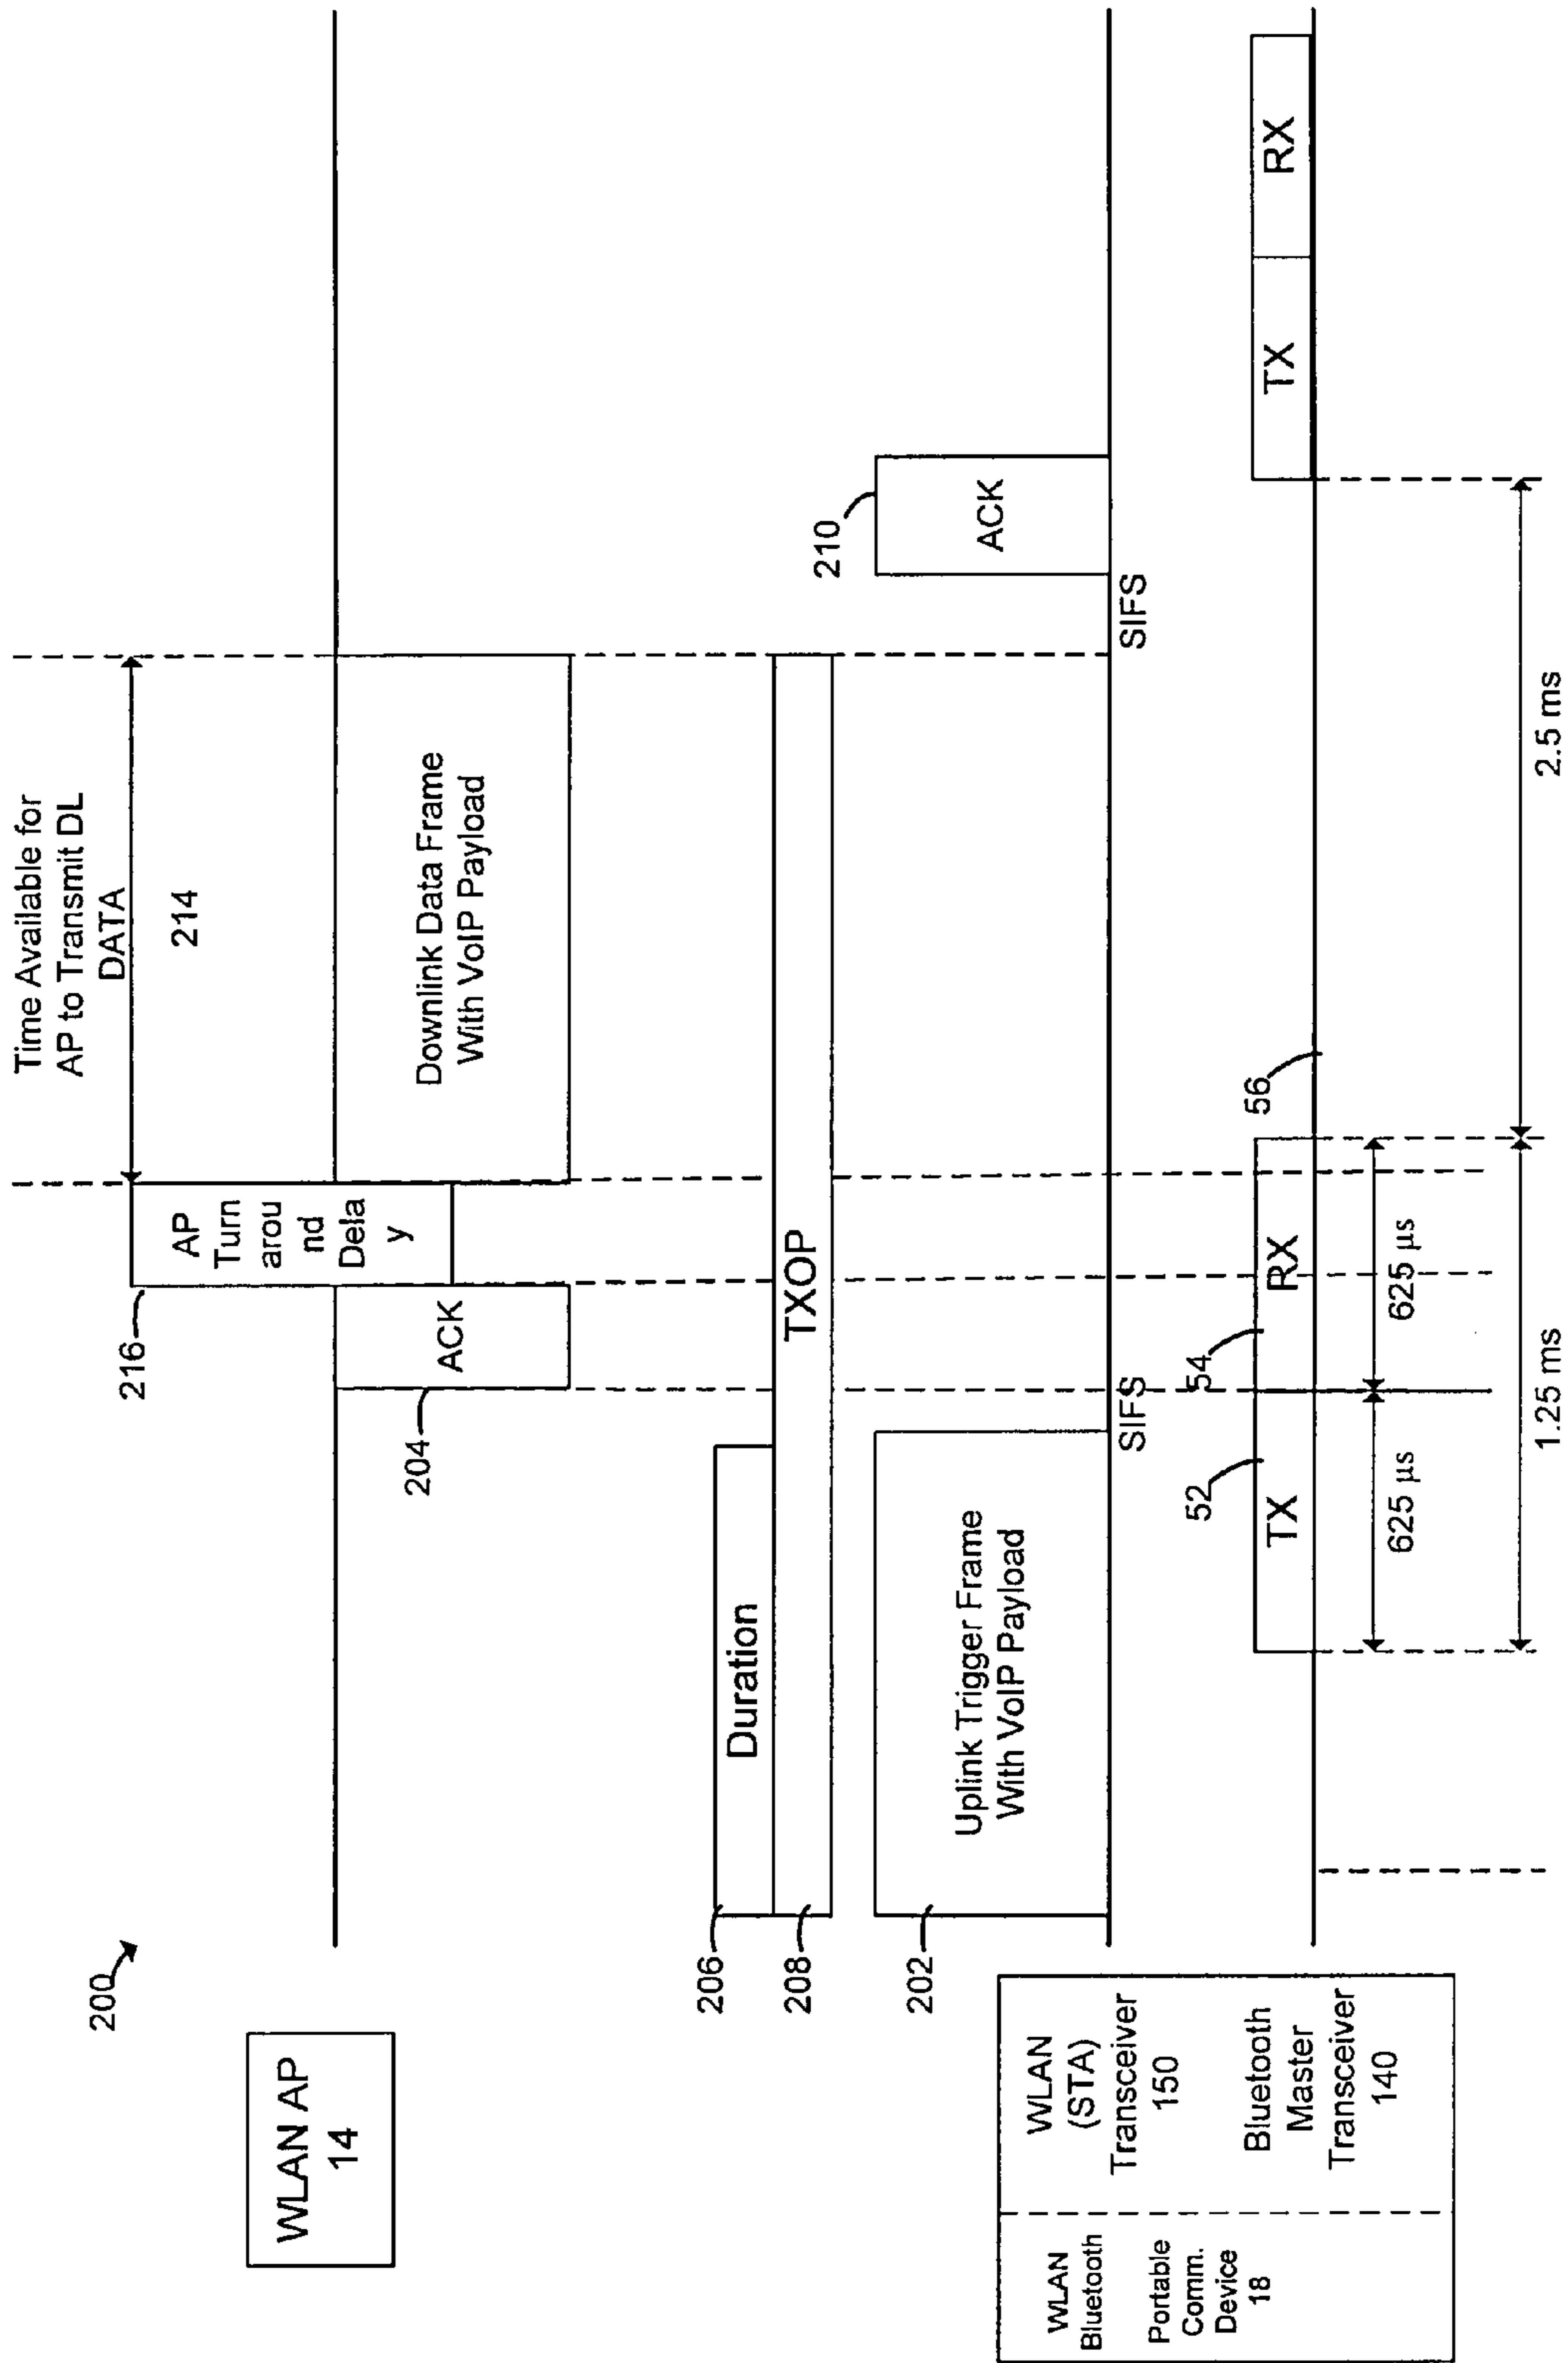 200
WLAN AP
14
216
AP
Turn
arou
nd
Dela
y
Time Available for
AP to Transmit DL
DATA
214
204
ACK
Downlink Data Frame
With VoIP Payload
206
Duration
208
TXOP
202
Uplink Trigger Frame
With VoIP Payload
SIFS
210
ACK
SIFS
WLAN
Bluetooth
Portable
Comm.
Device
18
WLAN
(STA)
Transceiver
150
Bluetooth
Master
Transceiver
140
52
54
56
TX
RX
TX
RX
625 μs
625 μs
1.25 ms
2.5 ms